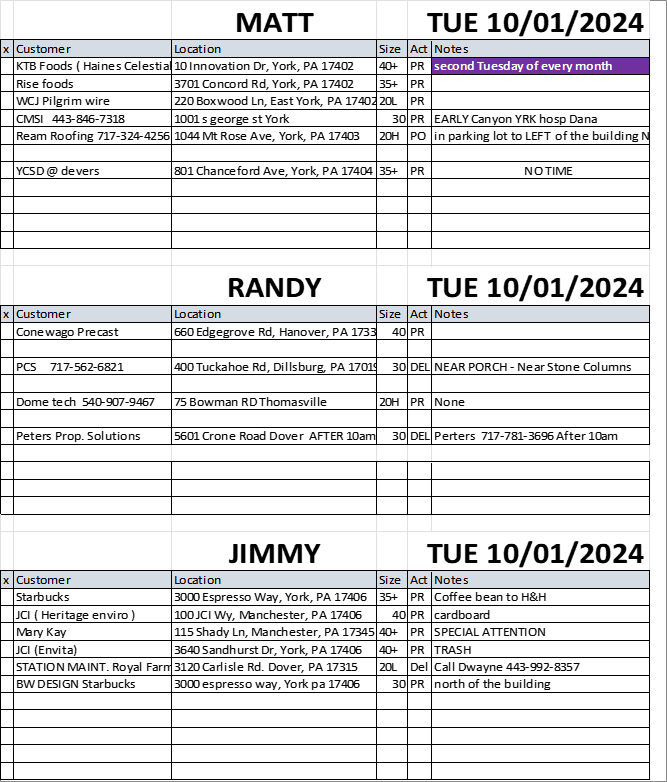 MATT TUE 10/01/2024
x Customer Location Size Act Notes
KTB Foods ( Haines Celestial 10 Innovation Dr, York, PA 17402 40+ PR second Tuesday of every month
Rise foods 3701 Concord Rd, York, PA 17402 35+ PR
WCJ Pilgrim wire 220 Boxwood Ln, East York, PA 17402 20L PR
CMSI 443-846-7318 1001 s george st York 30 PR EARLY Canyon YRK hosp Dana
Ream Roofing 717-324-4256 1044 Mt Rose Ave, York, PA 17403 20H PO in parking lot to LEFT of the building N
YCSD @ devers 801 Chanceford Ave, York, PA 17404 35+ PR NO TIME
RANDY TUE 10/01/2024
x Customer Location Size Act Notes
Conewago Precast 660 Edgegrove Rd, Hanover, PA 1733 40 PR
PCS 717-562-6821 400 Tuckahoe Rd, Dillsburg, PA 17019 30 DEL NEAR PORCH - Near Stone Columns
Dome tech 540-907-9467 75 Bowman RD Thomasville 20H PR None
Peters Prop. Solutions 5601 Crone Road Dover AFTER 10am 30 DEL Perters 717-781-3696 After 10am
JIMMY TUE 10/01/2024
x Customer Location Size Act Notes
Starbucks 3000 Espresso Way, York, PA 17406 35+ PR Coffee bean to H&H
JCI ( Heritage enviro ) 100 JCI Wy, Manchester, PA 17406 40 PR cardboard
Mary Kay 115 Shady Ln, Manchester, PA 17345 40+ PR SPECIAL ATTENTION
JCI (Envita) 3640 Sandhurst Dr, York, PA 17406 40+ PR TRASH
STATION MAINT. Royal Farm 3120 Carlisle Rd. Dover, PA 17315 20L Del Call Dwayne 443-992-8357
BW DESIGN Starbucks 3000 espresso way, York pa 17406 30 PR north of the building